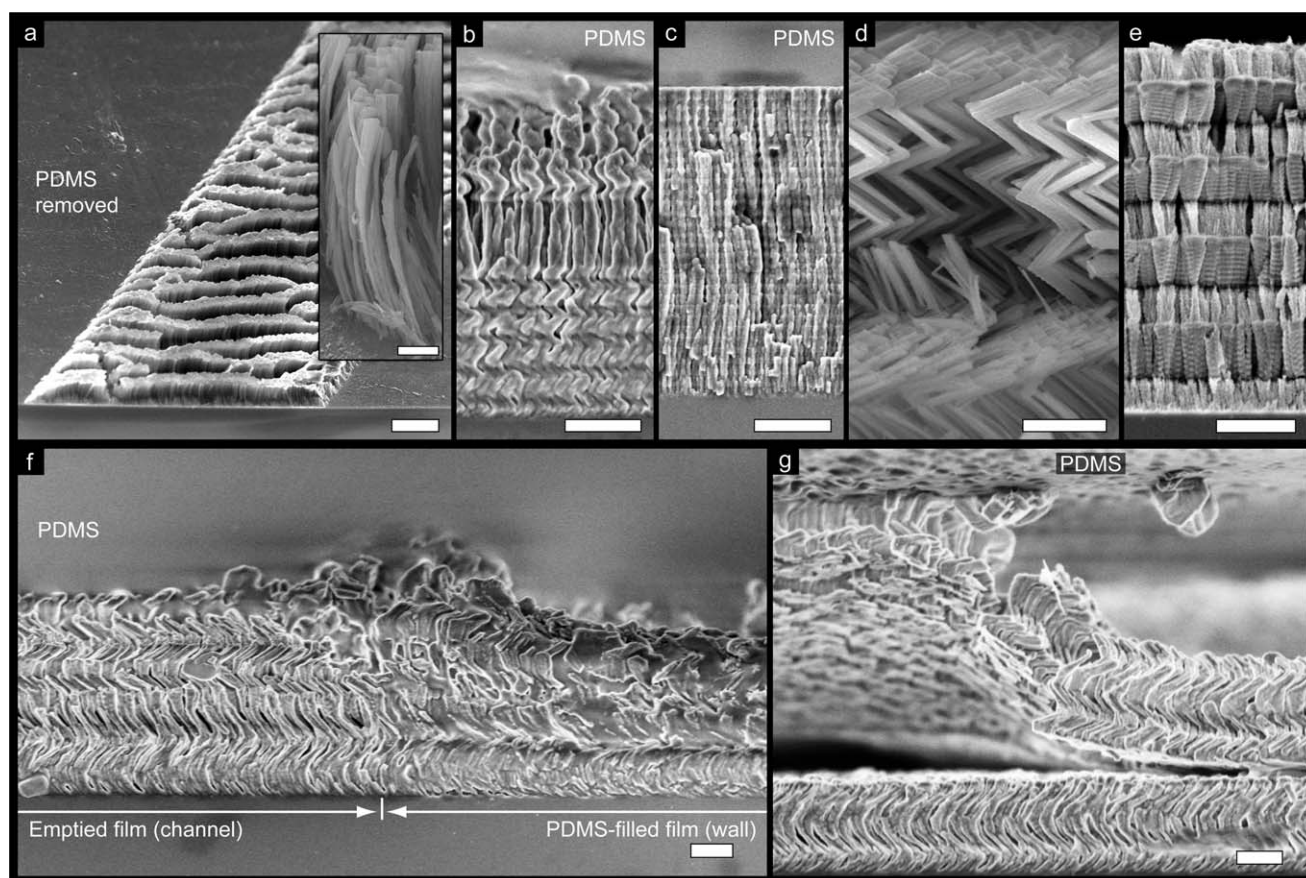 a
PDMS
removed
b
PDMS
c
PDMS
d
e
f
PDMS
Emptied film (channel)
PDMS-filled film (wall)
g
PDMS